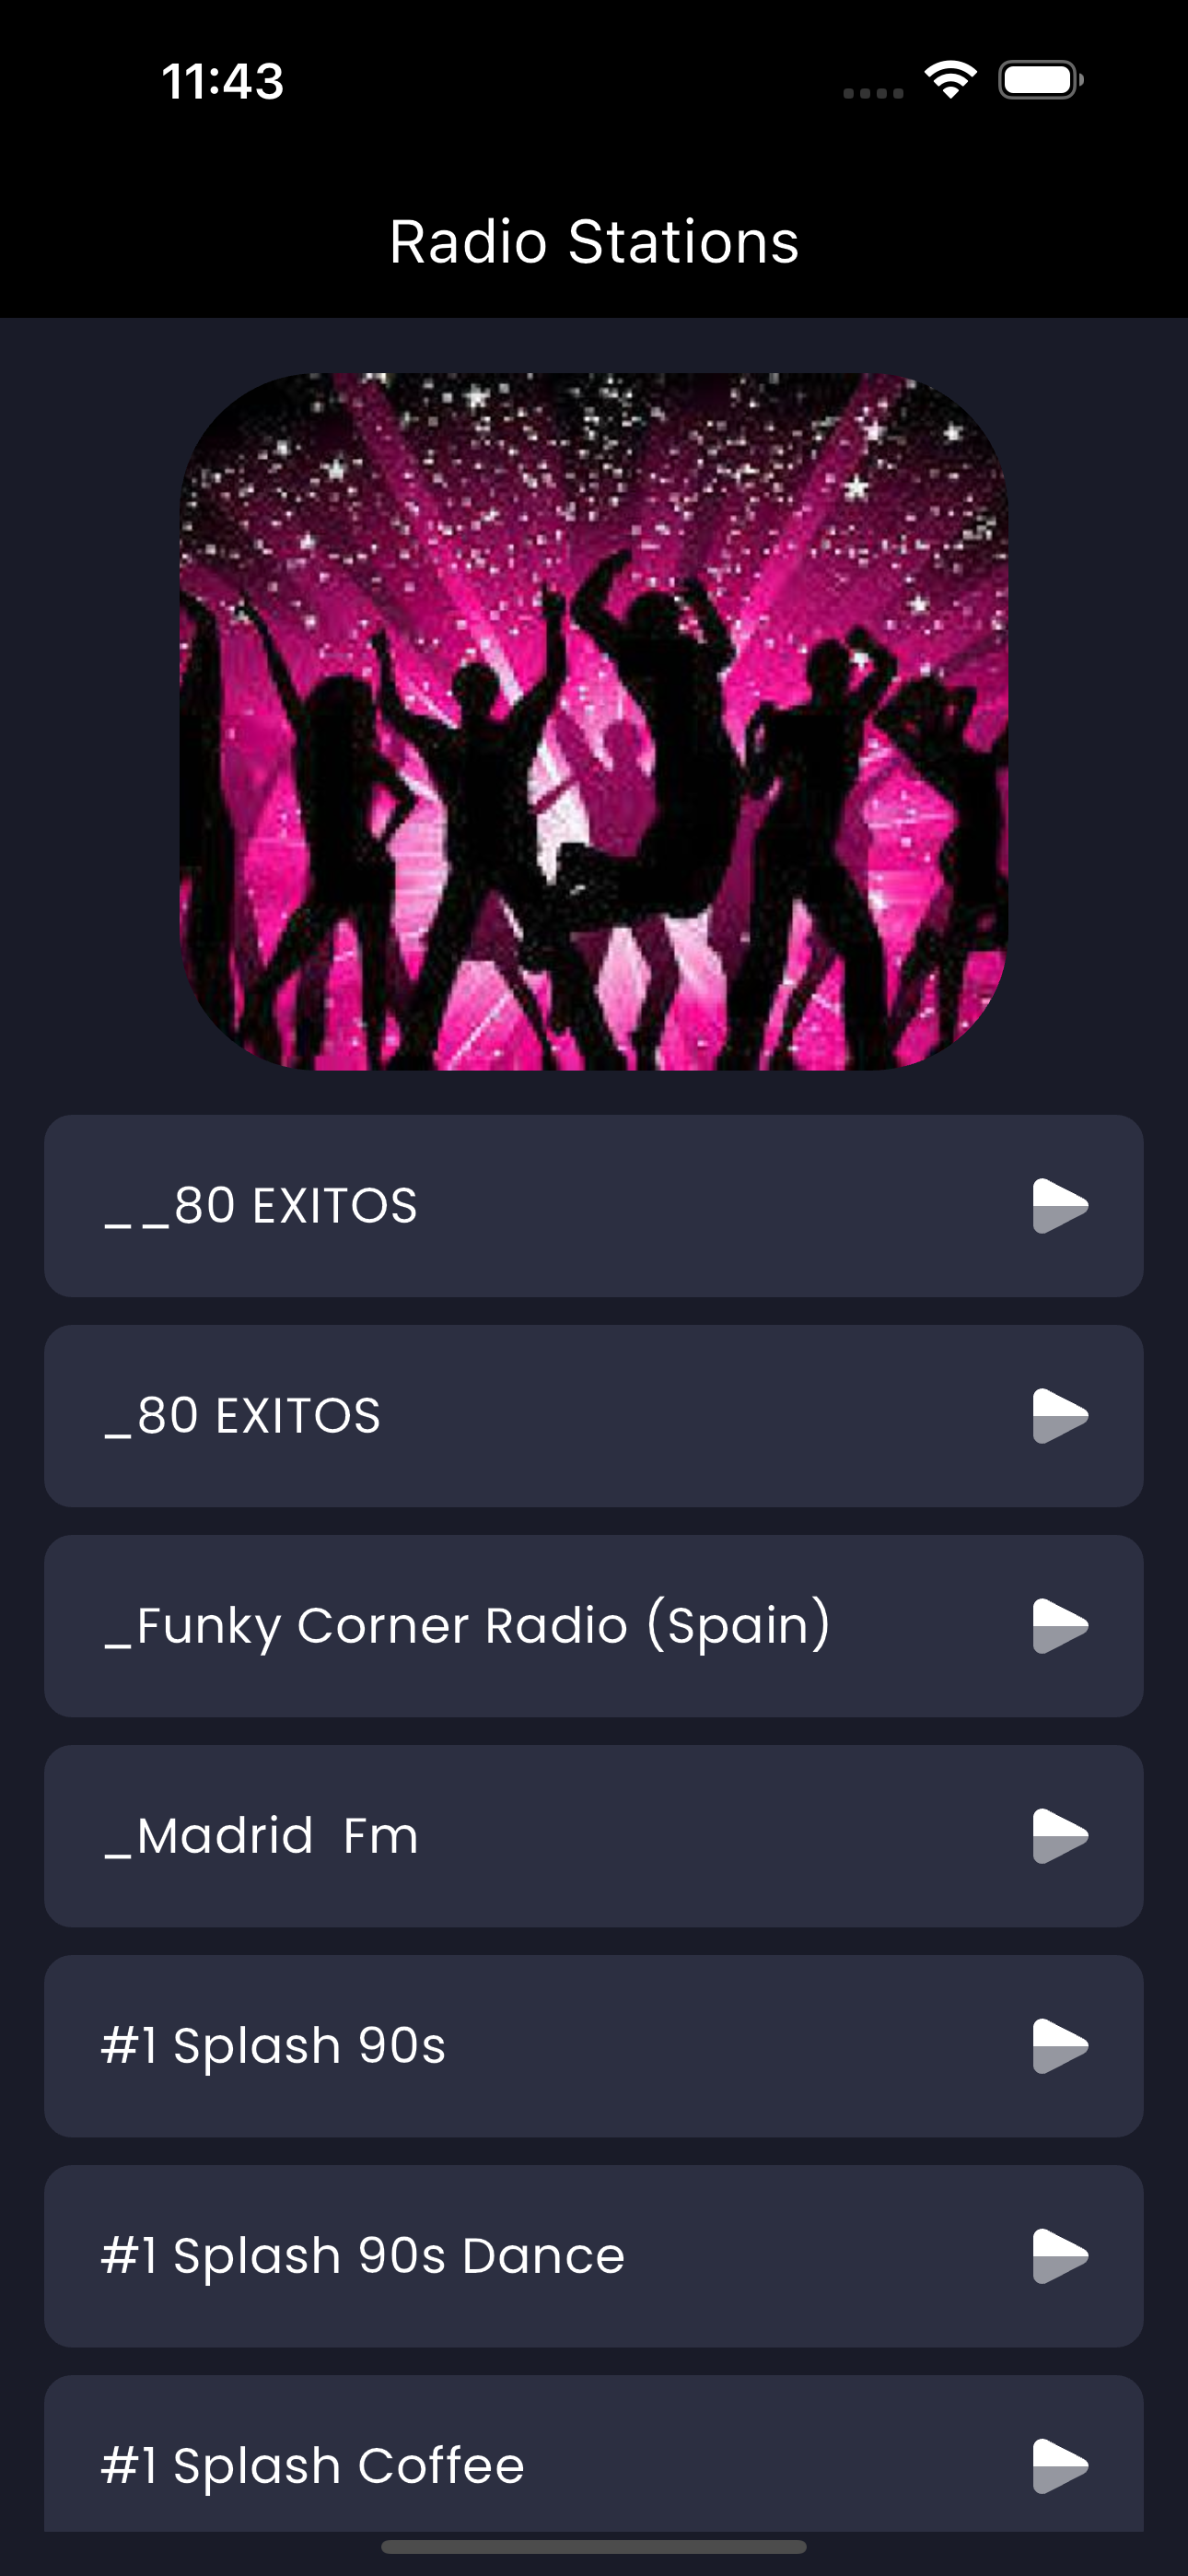 11:43
Radio Stations
__80 EXITOS
_80 EXITOS
_Funky Corner Radio (Spain)
_Madrid  Fm
#1 Splash 90s
#1 Splash 90s Dance
#1 Splash Coffee